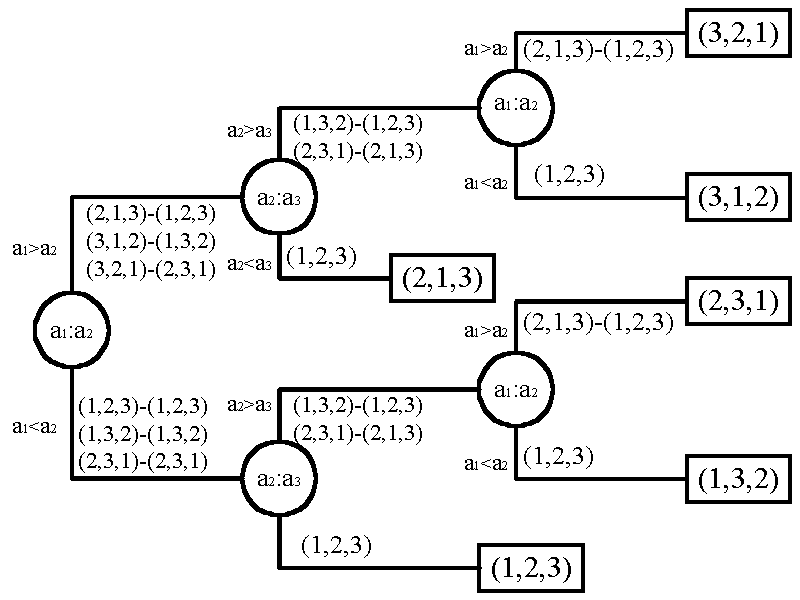 a₁>a₂
(2,1,3)-(1,2,3)
(3,2,1)
a₁:a₂
a₂>a₃
(1,3,2)-(1,2,3)
(2,3,1)-(2,1,3)
a₁<a₂
(1,2,3)
(3,1,2)
a₂:a₃
a₁>a₂
(2,1,3)-(1,2,3)
(3,1,2)-(1,3,2)
(3,2,1)-(2,3,1)
a₂<a₃
(1,2,3)
(2,1,3)
a₁:a₂
a₁>a₂
(2,1,3)-(1,2,3)
(2,3,1)
a₁:a₂
a₁<a₂
(1,2,3)-(1,2,3)
(1,3,2)-(1,3,2)
(2,3,1)-(2,3,1)
a₂>a₃
(1,3,2)-(1,2,3)
(2,3,1)-(2,1,3)
a₁<a₂
(1,2,3)
(1,3,2)
a₂:a₃
(1,2,3)
(1,2,3)